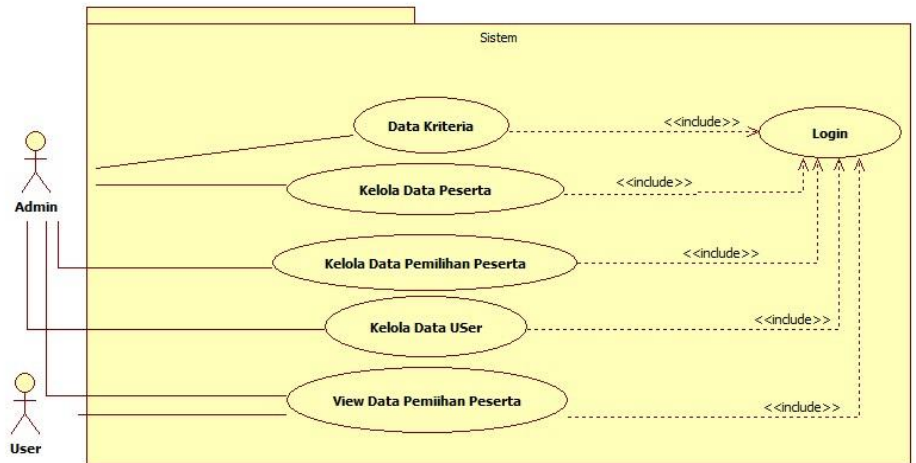 Sistem
Data Kriteria
<<include>>
Login
Admin
Kelola Data Peserta
<<include>>
Kelola Data Pemilihan Peserta
<<include>>
Kelola Data USer
<<include>>
User
View Data Pemiihan Peserta
<<include>>